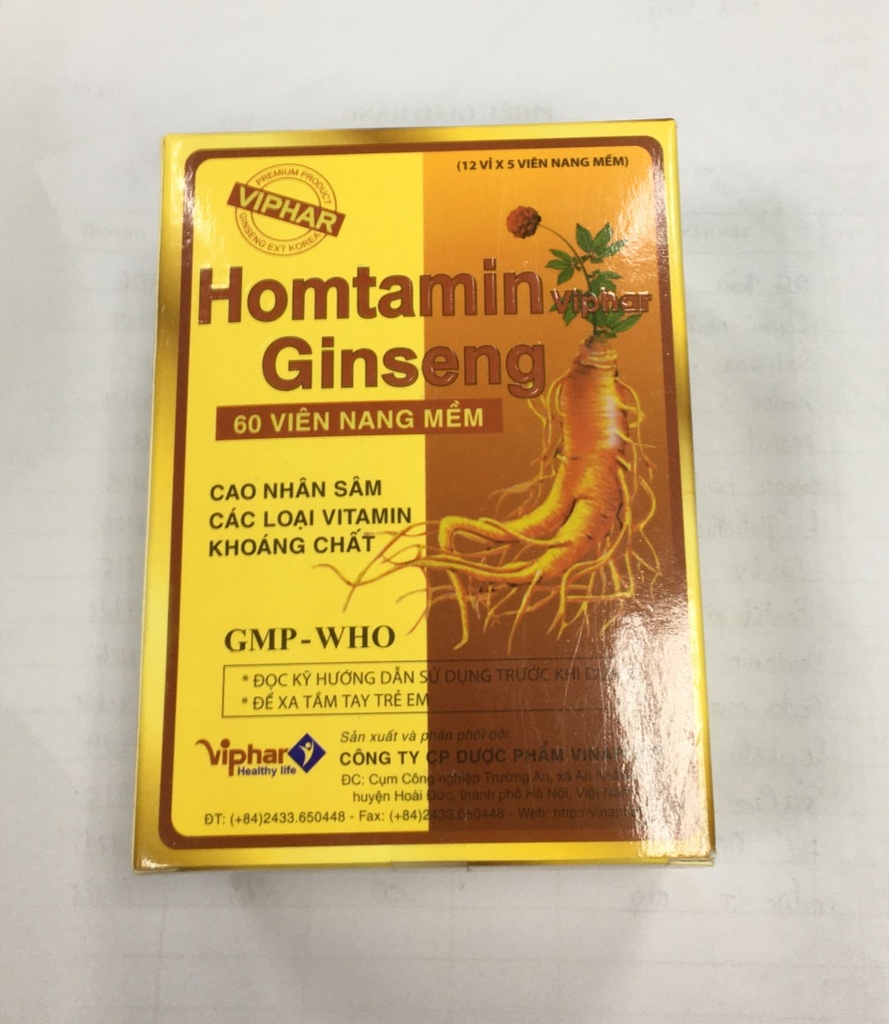 (12 VỈ X 5 VIÊN NANG MỀM)
PREMIUM PRODUCT
VIPHAR
GINSENG EXT KOREA
Homtamin Viphar
Ginseng
60 VIÊN NANG MỀM
CAO NHÂN SÂM
CÁC LOẠI VITAMIN
KHOÁNG CHẤT
GMP-WHO
* ĐỌC KỸ HƯỚNG DẪN SỬ DỤNG TRƯỚC KHI
* ĐỂ XA TẦM TAY TRẺ EM
Viphar
Healthy life
Sản xuất và phân phối bởi:
CÔNG TY CP DƯỢC PHẨM
ĐC: Cụm Công nghiệp Trường An, xã An
huyện Hoài Đức, thành phố Hà Nội, Việt Nam
ĐT: (+84)2433.650448 - Fax: (+84)2433.650448 - Web: